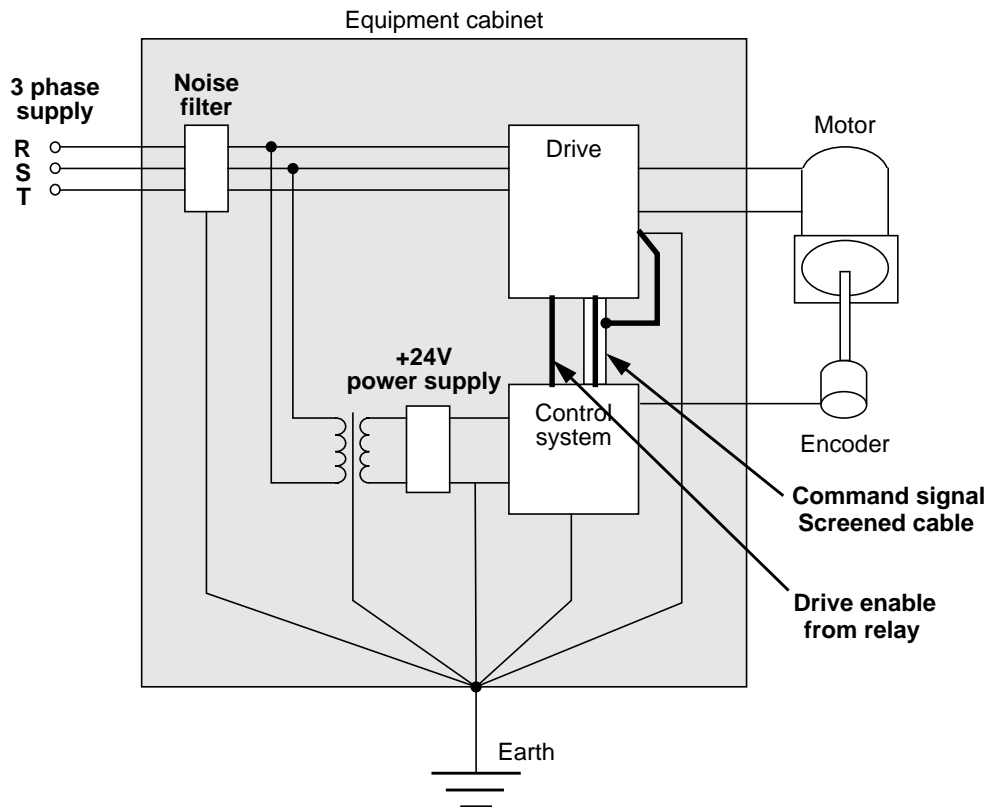 Equipment cabinet
3 phase
supply
Noise
filter
R
S
T
Drive
Motor
+24V
power supply
Control
system
Encoder
Command signal
Screened cable
Drive enable
from relay
Earth